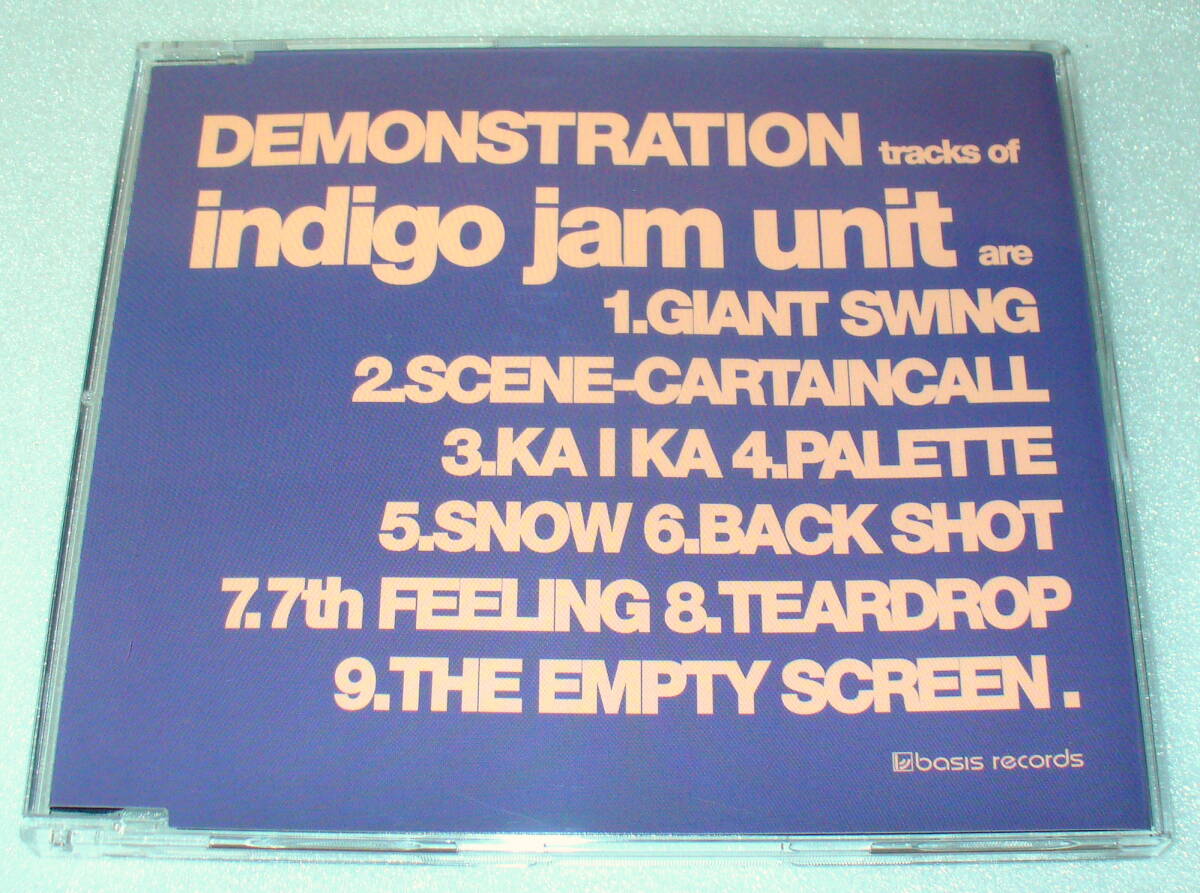 DEMONSTRATION tracks of
indigo jam unit are
1.GIANT SWING
2.SCENE-CARTAINCALL
3.KA I KA 4.PALETTE
5.SNOW 6.BACK SHOT
7.7th FEELING 8.TEARDROP
9.THE EMPTY SCREEN .
basis records